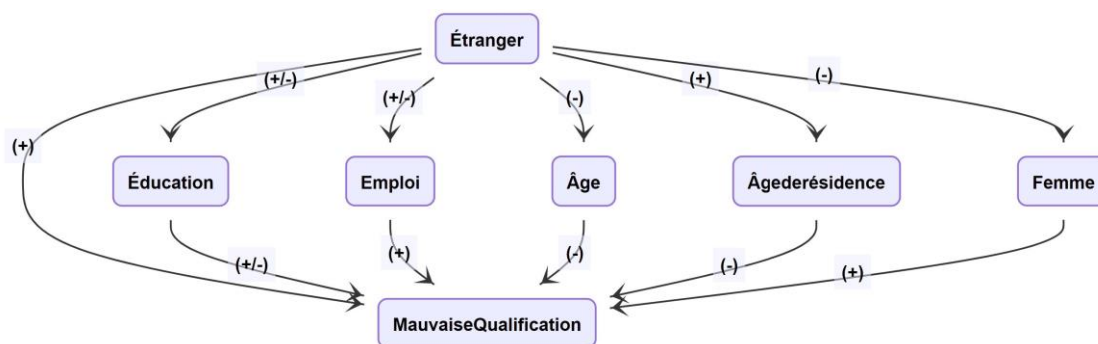 Étranger
(+/-)
(+/-)
(-)
(+)
(-)
(+)
Éducation
Emploi
Âge
Âgederésidence
Femme
(+/-)
(+)
(-)
(-)
(+)
MauvaiseQualification